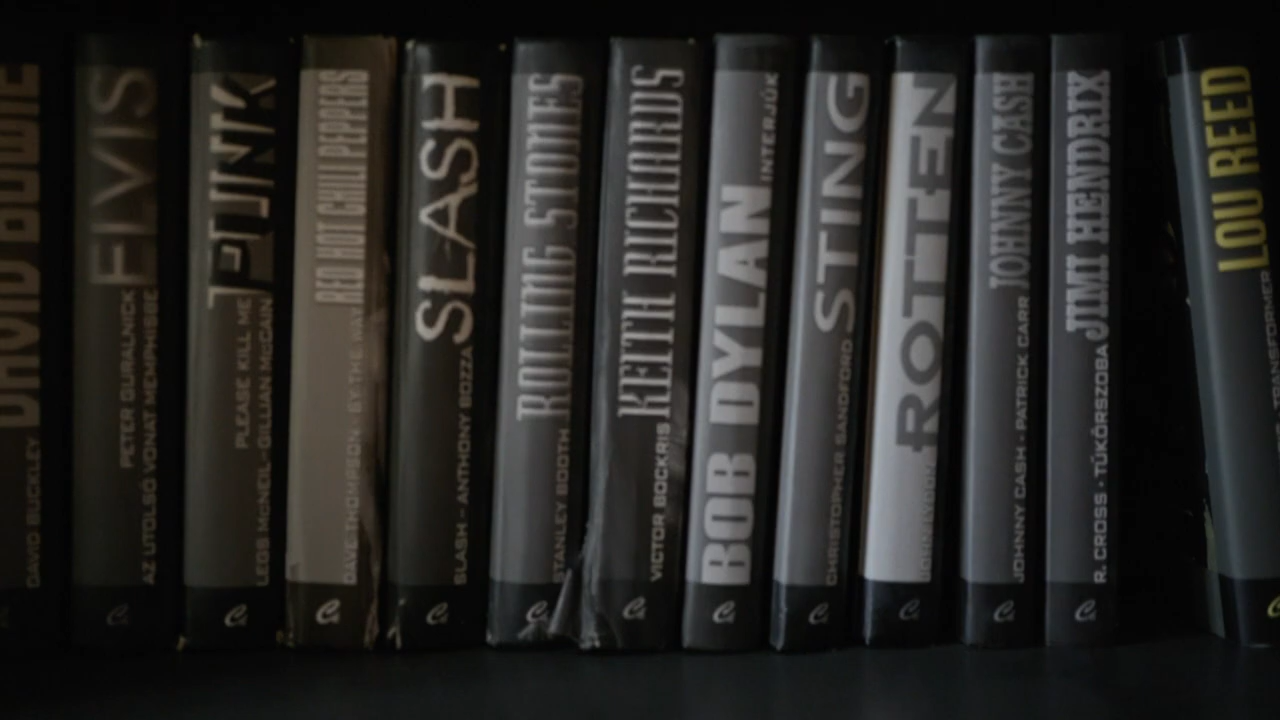 DAVID BOWIE
DAVID BUCKLEY
ELVIS
PETER GURALNICK
AZ UTOLSÓ VONAT MEMPHISBE
PUNK
PLEASE KILL ME
LEGS McNEIL-GILLIAN McCAIN
RED HOT CHILI PEPPERS
DAVE THOMPSON BY THE WAY
SLASH
SLASH - ANTHONY BOZZA
ROLLING STONES
STANLEY BOOTH
KEITH RICHARDS
VICTOR BOCKRIS
BOB DYLAN
INTERJÚK
STING
CHRISTOPHER SANDFORD
ROTTEN
JOHN LYDON
JOHNNY CASH
JOHNNY CASH - PATRICK CARR
JIMI HENDRIX
R. CROSS • TÜKÖRSZOBA
LOU REED
TRANSFORMER